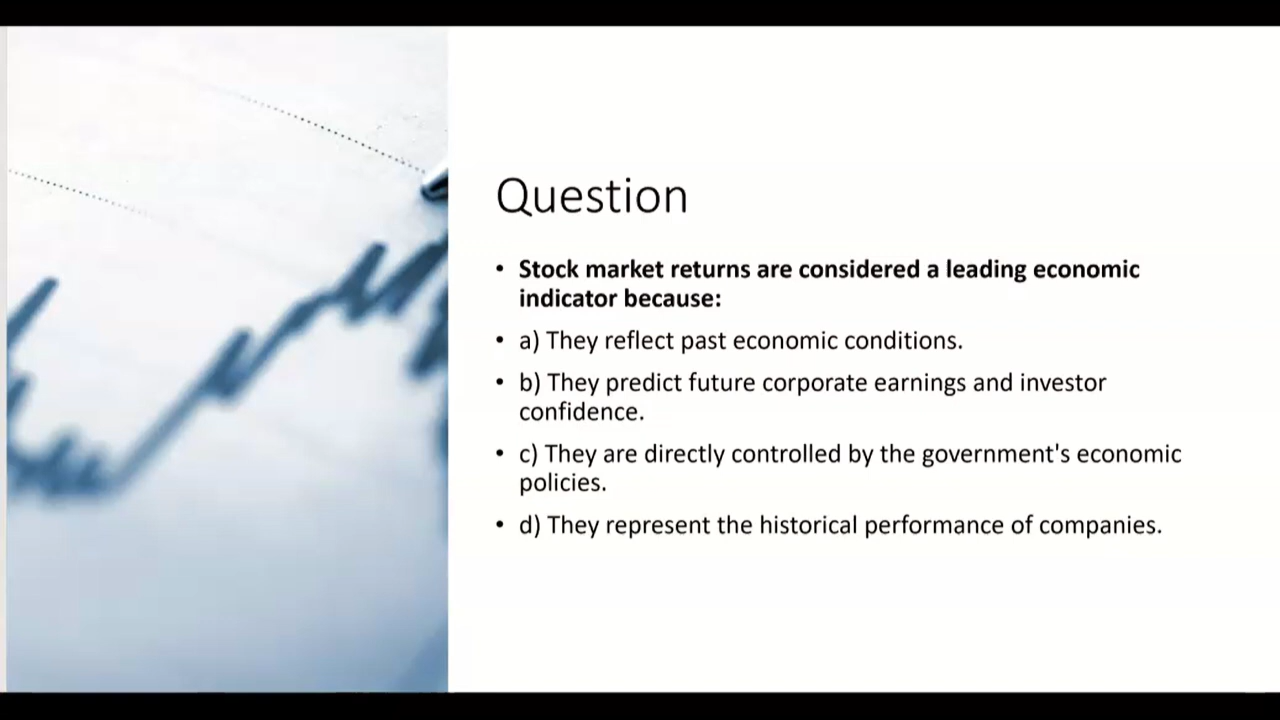 Question
• Stock market returns are considered a leading economic
indicator because:
• a) They reflect past economic conditions.
• b) They predict future corporate earnings and investor
confidence.
• c) They are directly controlled by the government's economic
policies.
• d) They represent the historical performance of companies.